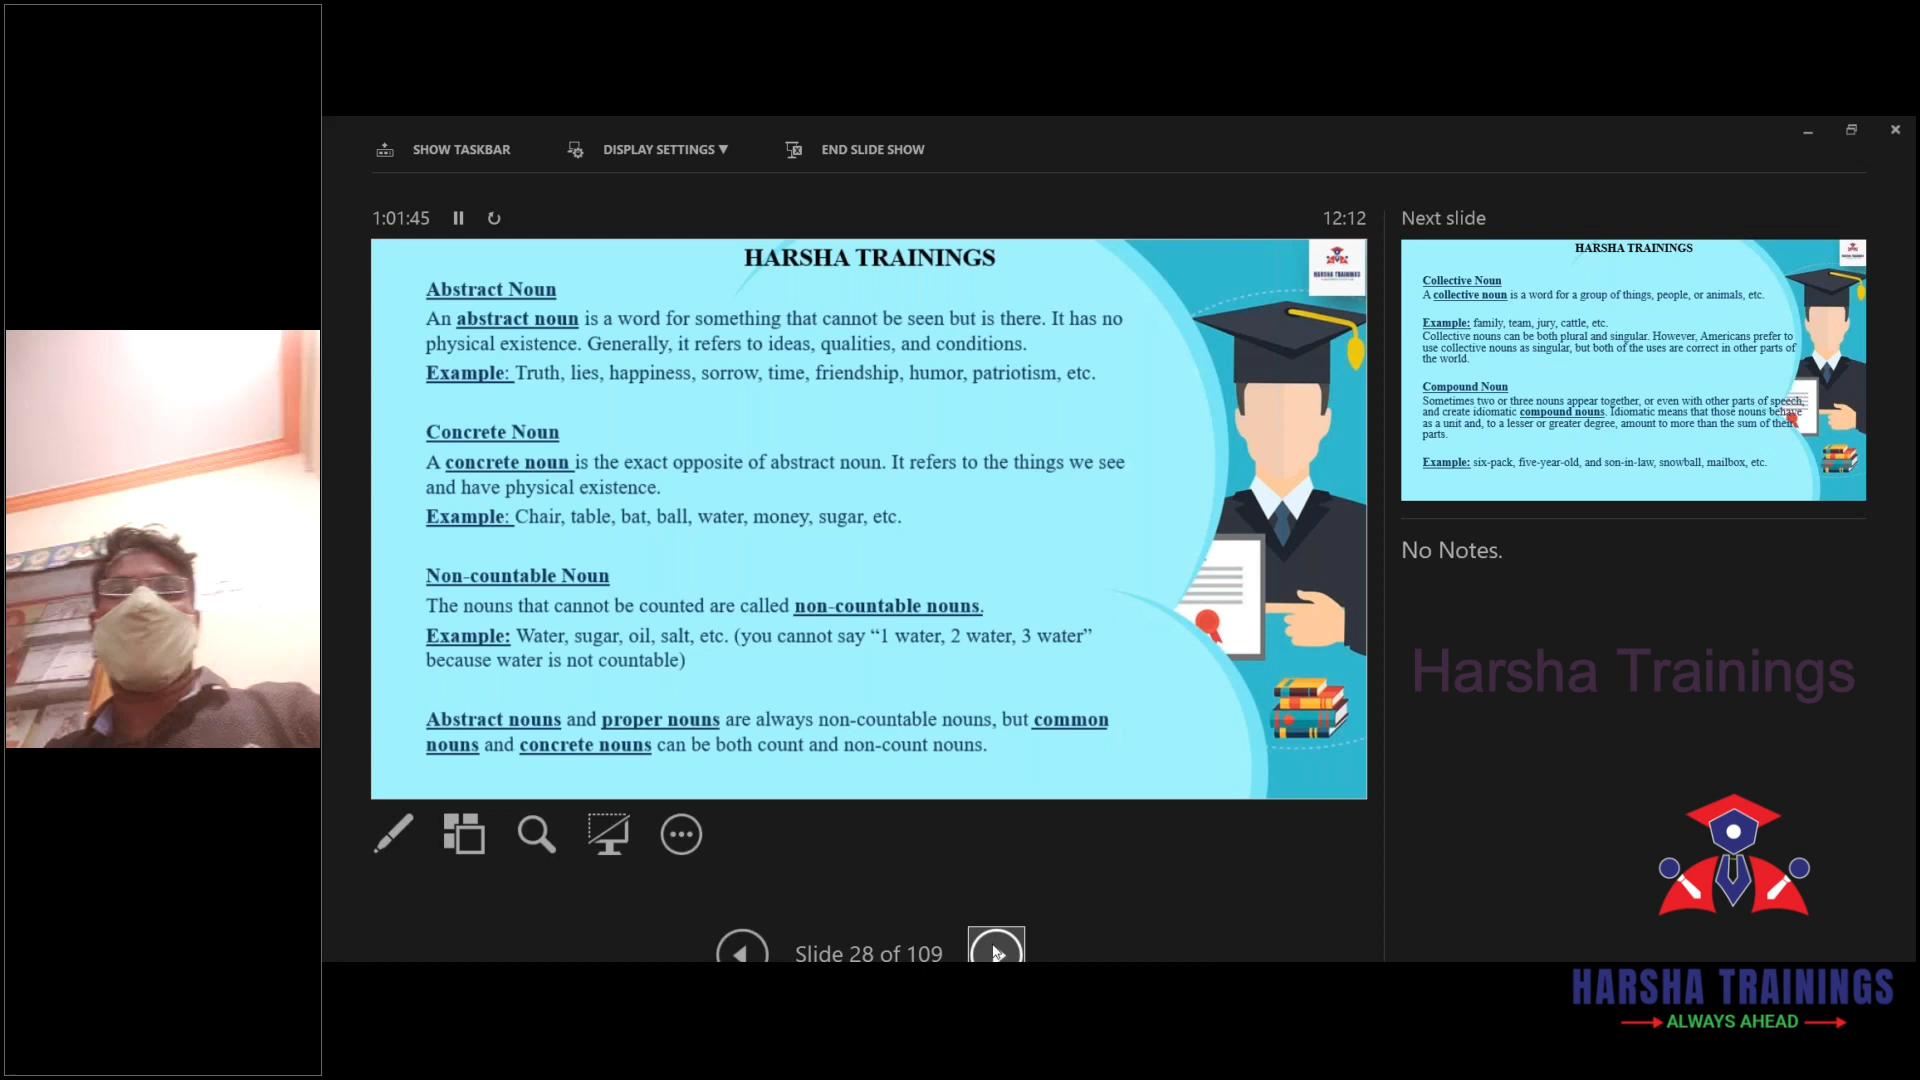 SHOW TASKBAR
DISPLAY SETTINGS ▼
END SLIDE SHOW
1:01:45
12:12
HARSHA TRAININGS
HARSHA TRAININGS
Abstract Noun
An abstract noun is a word for something that cannot be seen but is there. It has no
physical existence. Generally, it refers to ideas, qualities, and conditions.
Example: Truth, lies, happiness, sorrow, time, friendship, humor, patriotism, etc.
Concrete Noun
A concrete noun is the exact opposite of abstract noun. It refers to the things we see
and have physical existence.
Example: Chair, table, bat, ball, water, money, sugar, etc.
Non-countable Noun
The nouns that cannot be counted are called non-countable nouns.
Example: Water, sugar, oil, salt, etc. (you cannot say “1 water, 2 water, 3 water”
because water is not countable)
Abstract nouns and proper nouns are always non-countable nouns, but common
nouns and concrete nouns can be both count and non-count nouns.
Slide 28 of 109
Next slide
HARSHA TRAININGS
Collective Noun
A collective noun is a word for a group of things, people, or animals, etc.
Example: family, team, jury, cattle, etc.
Collective nouns can be both plural and singular. However, Americans prefer to
use collective nouns as singular, but both of the uses are correct in other parts of
the world.
Compound Noun
Sometimes two or three nouns appear together, or even with other parts of speech,
and create idiomatic compound nouns. Idiomatic means that those nouns behave
as a unit and, to a lesser or greater degree, amount to more than the sum of their
parts.
Example: six-pack, five-year-old, and son-in-law, snowball, mailbox, etc.
No Notes.
Harsha Trainings
HARSHA TRAININGS
ALWAYS AHEAD